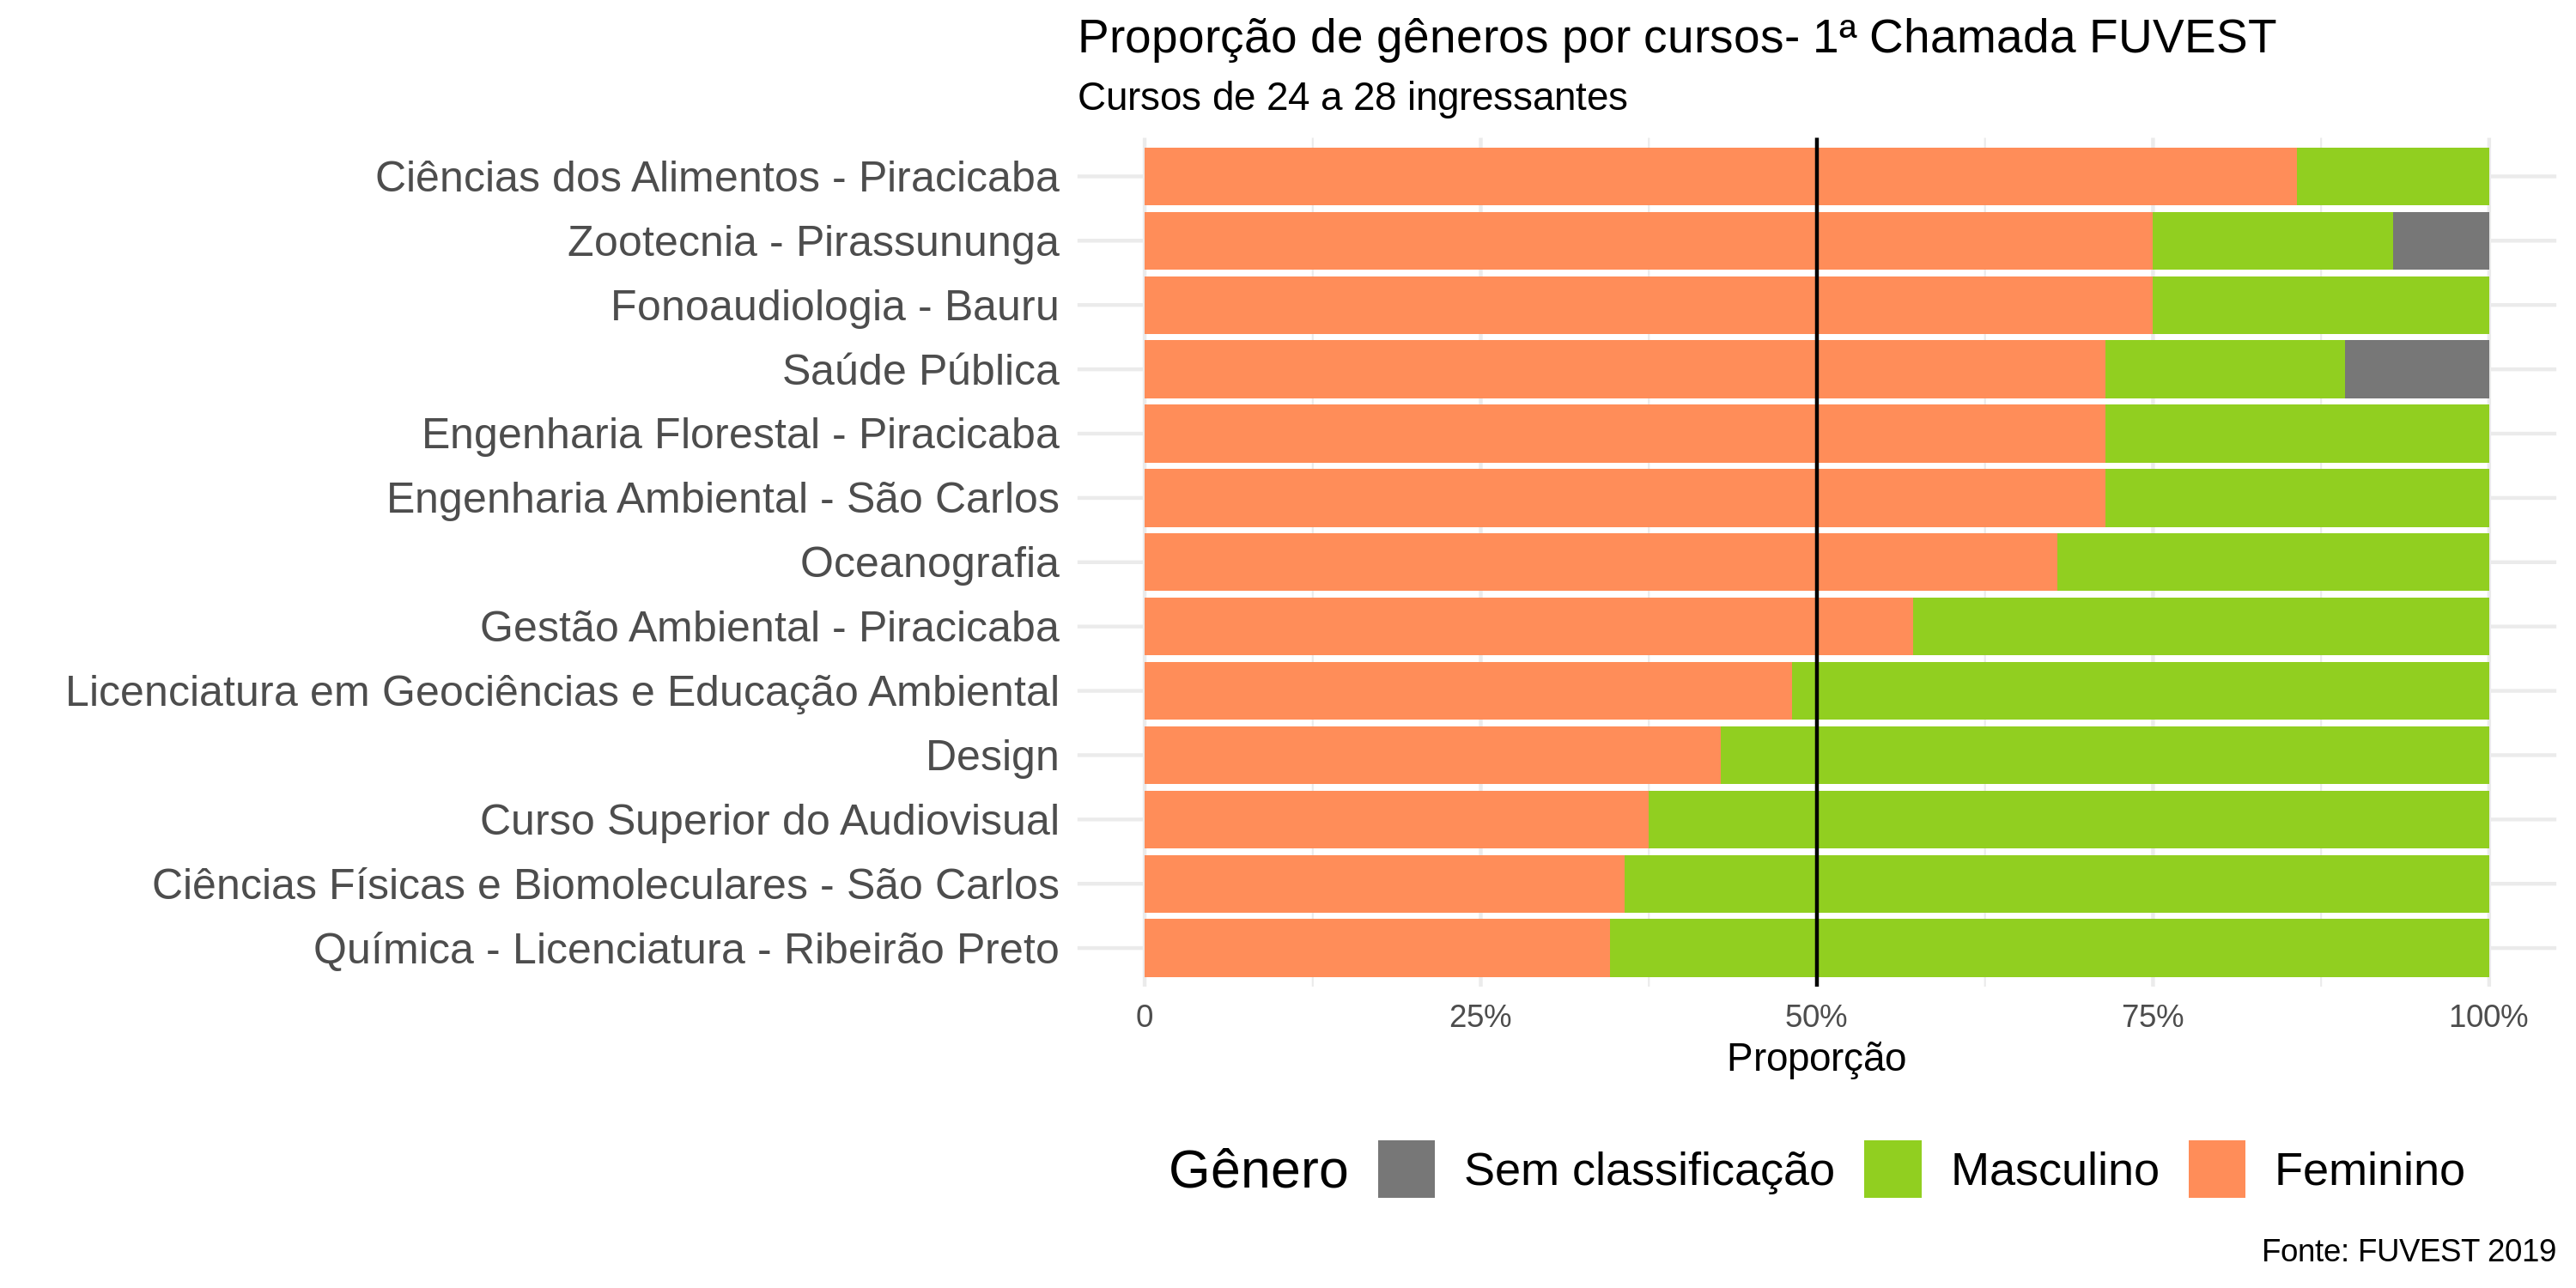 Proporção de gêneros por cursos- 1ª Chamada FUVEST
Cursos de 24 a 28 ingressantes
Ciências dos Alimentos - Piracicaba
Zootecnia - Pirassununga
Fonoaudiologia - Bauru
Saúde Pública
Engenharia Florestal - Piracicaba
Engenharia Ambiental - São Carlos
Oceanografia
Gestão Ambiental - Piracicaba
Licenciatura em Geociências e Educação Ambiental
Design
Curso Superior do Audiovisual
Ciências Físicas e Biomoleculares - São Carlos
Química - Licenciatura - Ribeirão Preto
0 25% 50% 75% 100%
Proporção
Gênero Sem classificação Masculino Feminino
Fonte: FUVEST 2019